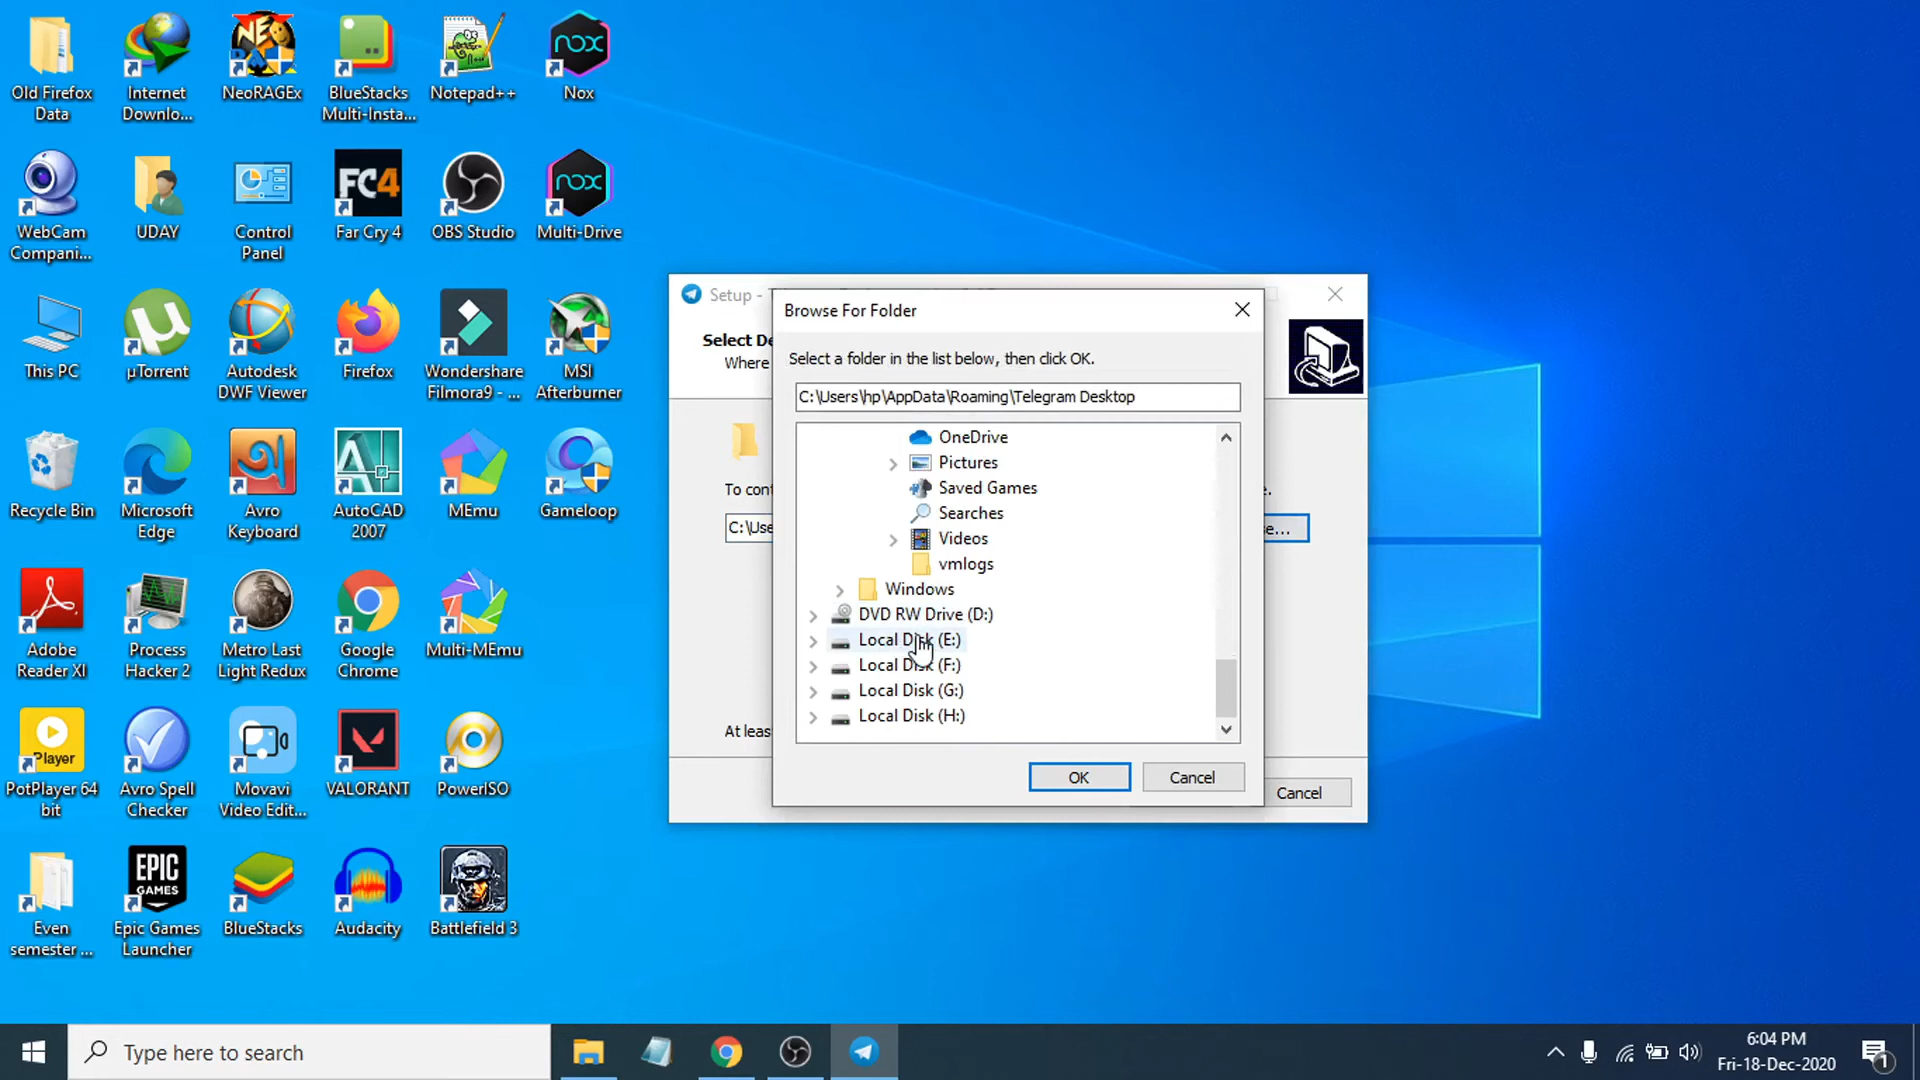 Old Firefox
Data
Internet
Downlo...
NeoRAGEx
BlueStacks
Multi-Insta...
Notepad++
Nox
WebCam
Compani...
UDAY
Control
Panel
FC4
Far Cry 4
OBS Studio
Multi-Drive
This PC
µTorrent
Autodesk
DWF Viewer
Firefox
Wondershare
Filmora9 - ...
MSI
Afterburner
Recycle Bin
Microsoft
Edge
Avro
Keyboard
AutoCAD
2007
MEmu
Gameloop
Adobe
Reader XI
Process
Hacker 2
Metro Last
Light Redux
Google
Chrome
Multi-MEmu
Player
PotPlayer 64
bit
Avro Spell
Checker
Movavi
Video Edit...
VALORANT
PowerISO
Even
semester ...
EPIC
GAMES
Epic Games
Launcher
BlueStacks
Audacity
Battlefield 3
Setup -
Select De
Where
To cont
C:\Use
e...
At leas
Cancel
Browse For Folder
Select a folder in the list below, then click OK.
C:\Users\hp\AppData\Roaming\Telegram Desktop
OneDrive
Pictures
Saved Games
Searches
Videos
vmlogs
Windows
DVD RW Drive (D:)
Local Disk (E:)
Local Disk (F:)
Local Disk (G:)
Local Disk (H:)
OK
Cancel
Type here to search
6:04 PM
Fri-18-Dec-2020
1